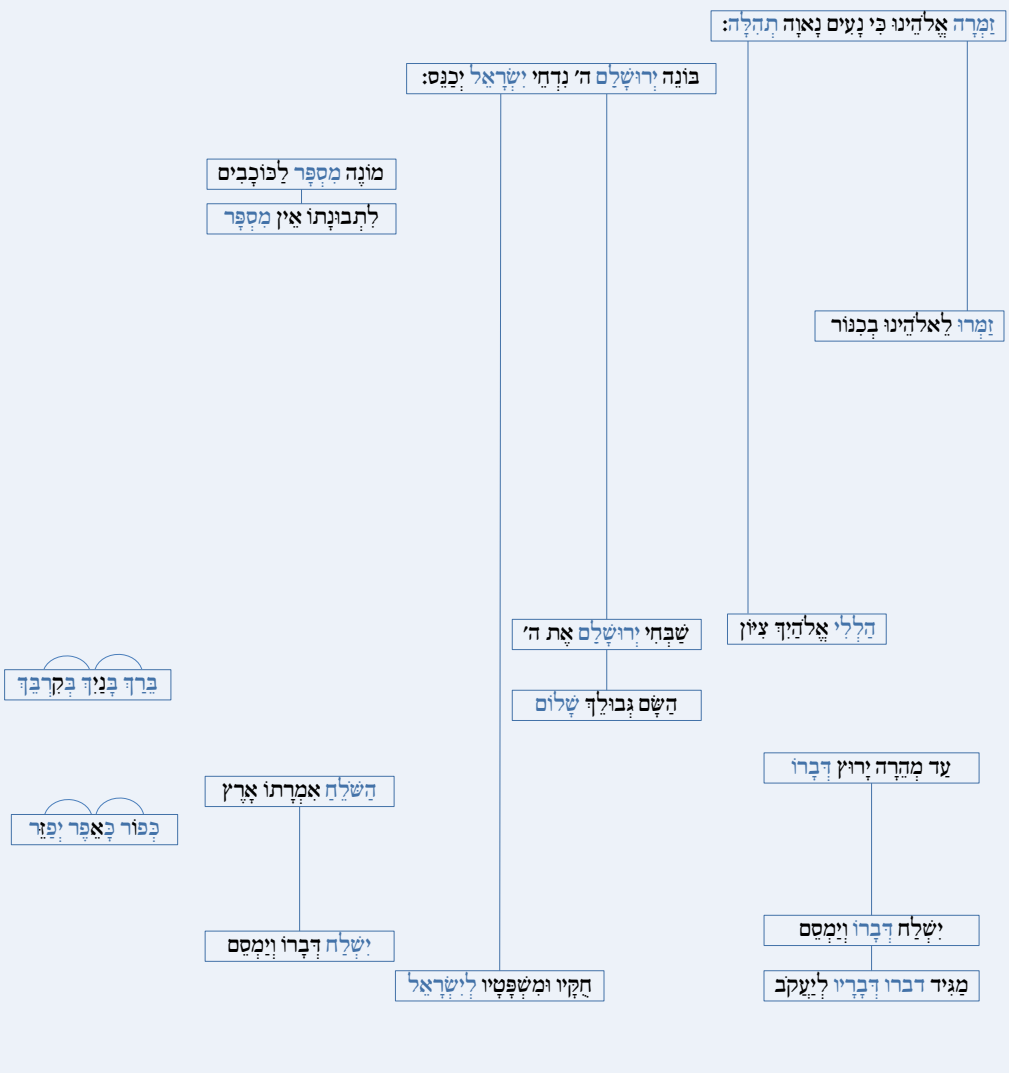 זַמְּרָה אֱלֹהֵינוּ כִּי נָעִים נָאוָה תְהִלָּה:
בּוֹנֵה יְרוּשָׁלַם ה' נִדְחֵי יִשְׂרָאֵל יְכַנֵּס:
מוֹנֶה מִסְפָּר לַכּוֹכָבִים
לִתְבוּנָתוֹ אֵין מִסְפָּר
זַמְּרוּ לֵאלֹהֵינוּ בְכִנּוֹר
הַלְלִי אֱלֹהַיִךְ צִיּוֹן
שַׁבְּחִי יְרוּשָׁלַם אֶת ה'
בֵּרַךְ בָּנַיִךְ בְּקִרְבֵּךְ
הַשָּׂם גְּבוּלֵךְ שָׁלוֹם
עַד מְהֵרָה יָרוּץ דְּבָרוֹ
הַשֹּׁלֵחַ אִמְרָתוֹ אָרֶץ
כְּפוֹר כָּאֵפֶר יְפַזֵּר
יִשְׁלַח דְּבָרוֹ וְיַמְסֵם
יִשְׁלַח דְּבָרוֹ וְיַמְסֵם
מַגִּיד דברו דְּבָרָיו לְיַעֲקֹב
חֻקָּיו וּמִשְׁפָּטָיו לְיִשְׂרָאֵל